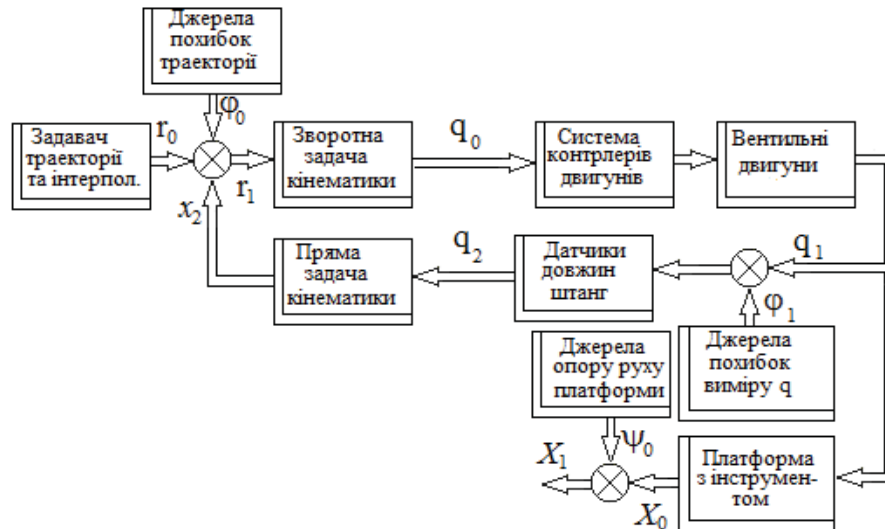 Джерела
похибок
траекторії
φ0
Задавач
траекторії
та інтерпол.
r0
r1
x2
Зворотна
задача
кінематики
q0
Система
контрлерів
двигунів
Вентильні
двигуни
Пряма
задача
кінематики
q2
Датчики
довжин
штанг
q1
φ1
Джерела
опору руху
платформи
Джерела
похибок
виміру q
ψ0
X1
X0
Платформа
з інструмен-
том